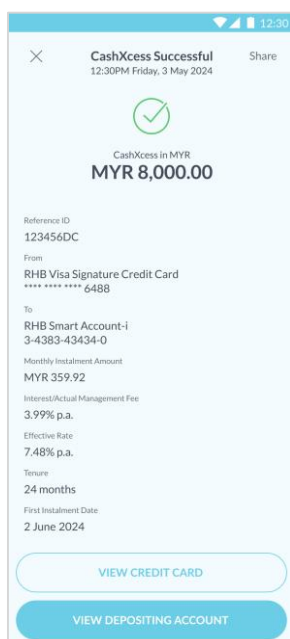 12:30
CashXcess Successful
Share
12:30PM Friday, 3 May 2024
CashXcess in MYR
MYR 8,000.00
Reference ID
123456DC
From
RHB Visa Signature Credit Card
**** **** **** 6488
To
RHB Smart Account-i
3-4383-43434-0
Monthly Instalment Amount
MYR 359.92
Interest/Actual Management Fee
3.99% p.a.
Effective Rate
7.48% p.a.
Tenure
24 months
First Instalment Date
2 June 2024
VIEW CREDIT CARD
VIEW DEPOSITING ACCOUNT